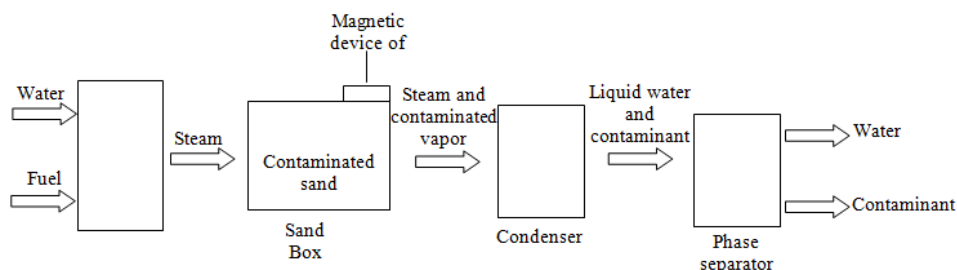 Magnetic
device of
Water
Fuel
Steam
Contaminated
sand
Sand
Box
Steam and
contaminated
vapor
Condenser
Liquid water
and
contaminant
Phase
separator
Water
Contaminant